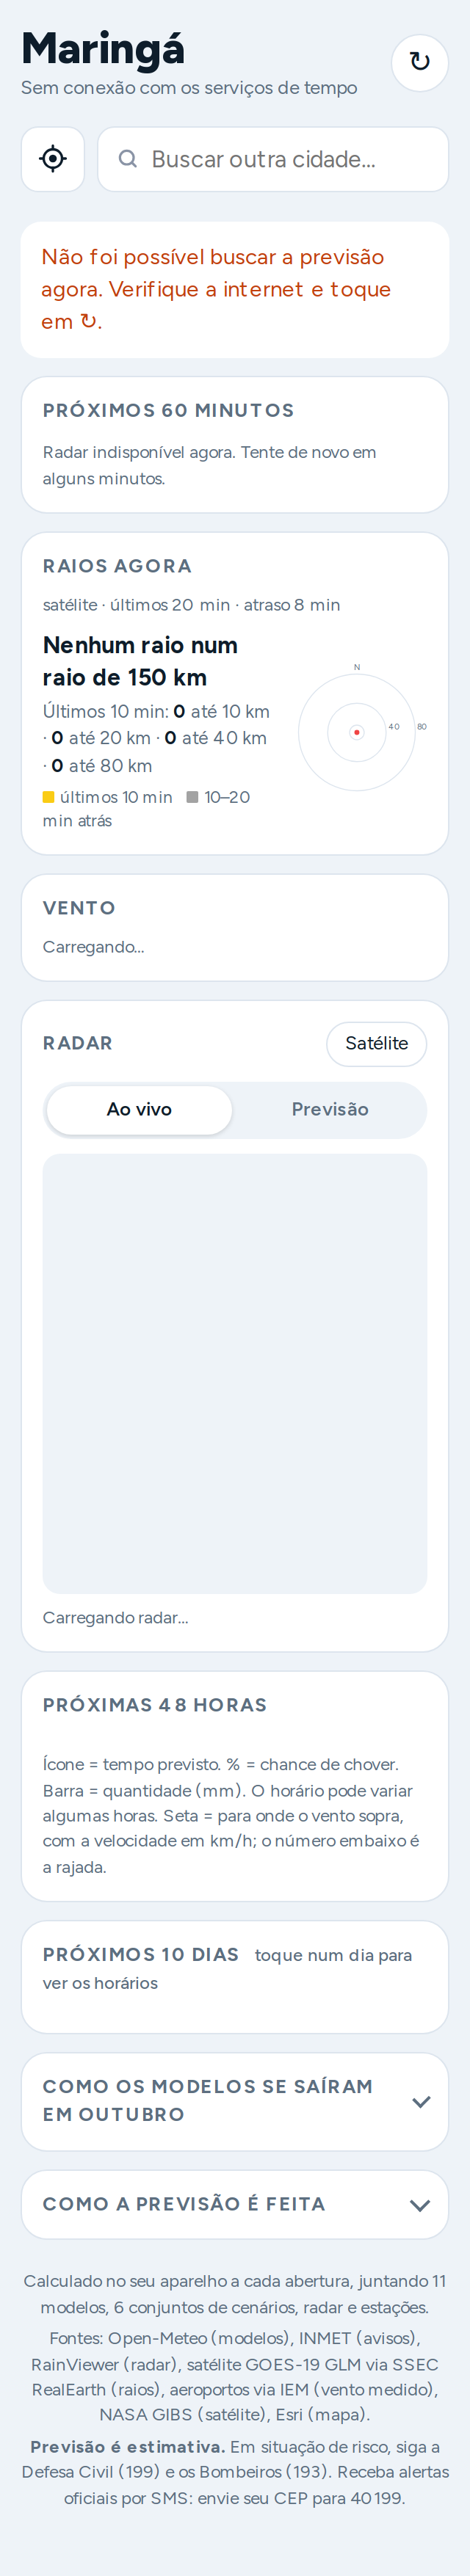 Maringá
Sem conexão com os serviços de tempo
↻
Buscar outra cidade...
Não foi possível buscar a previsão
agora. Verifique a internet e toque
em ↻.
PRÓXIMOS 60 MINUTOS
Radar indisponível agora. Tente de novo em
alguns minutos.
RAIOS AGORA
satélite · últimos 20 min · atraso 8 min
Nenhum raio num
raio de 150 km
Últimos 10 min: 0 até 10 km
· 0 até 20 km · 0 até 40 km
· 0 até 80 km
últimos 10 min 10–20
min atrás
N
40 80
VENTO
Carregando...
RADAR
Satélite
Ao vivo Previsão
Carregando radar...
PRÓXIMAS 48 HORAS
Ícone = tempo previsto. % = chance de chover.
Barra = quantidade (mm). O horário pode variar
algumas horas. Seta = para onde o vento sopra,
com a velocidade em km/h; o número embaixo é
a rajada.
PRÓXIMOS 10 DIAS toque num dia para
ver os horários
COMO OS MODELOS SE SAÍRAM
EM OUTUBRO
COMO A PREVISÃO É FEITA
Calculado no seu aparelho a cada abertura, juntando 11
modelos, 6 conjuntos de cenários, radar e estações.
Fontes: Open-Meteo (modelos), INMET (avisos),
RainViewer (radar), satélite GOES-19 GLM via SSEC
RealEarth (raios), aeroportos via IEM (vento medido),
NASA GIBS (satélite), Esri (mapa).
Previsão é estimativa. Em situação de risco, siga a
Defesa Civil (199) e os Bombeiros (193). Receba alertas
oficiais por SMS: envie seu CEP para 40199.